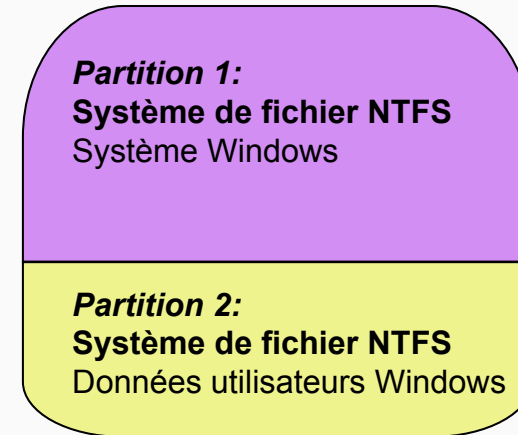 Partition 1:
Système de fichier NTFS
Système Windows
Partition 2:
Système de fichier NTFS
Données utilisateurs Windows